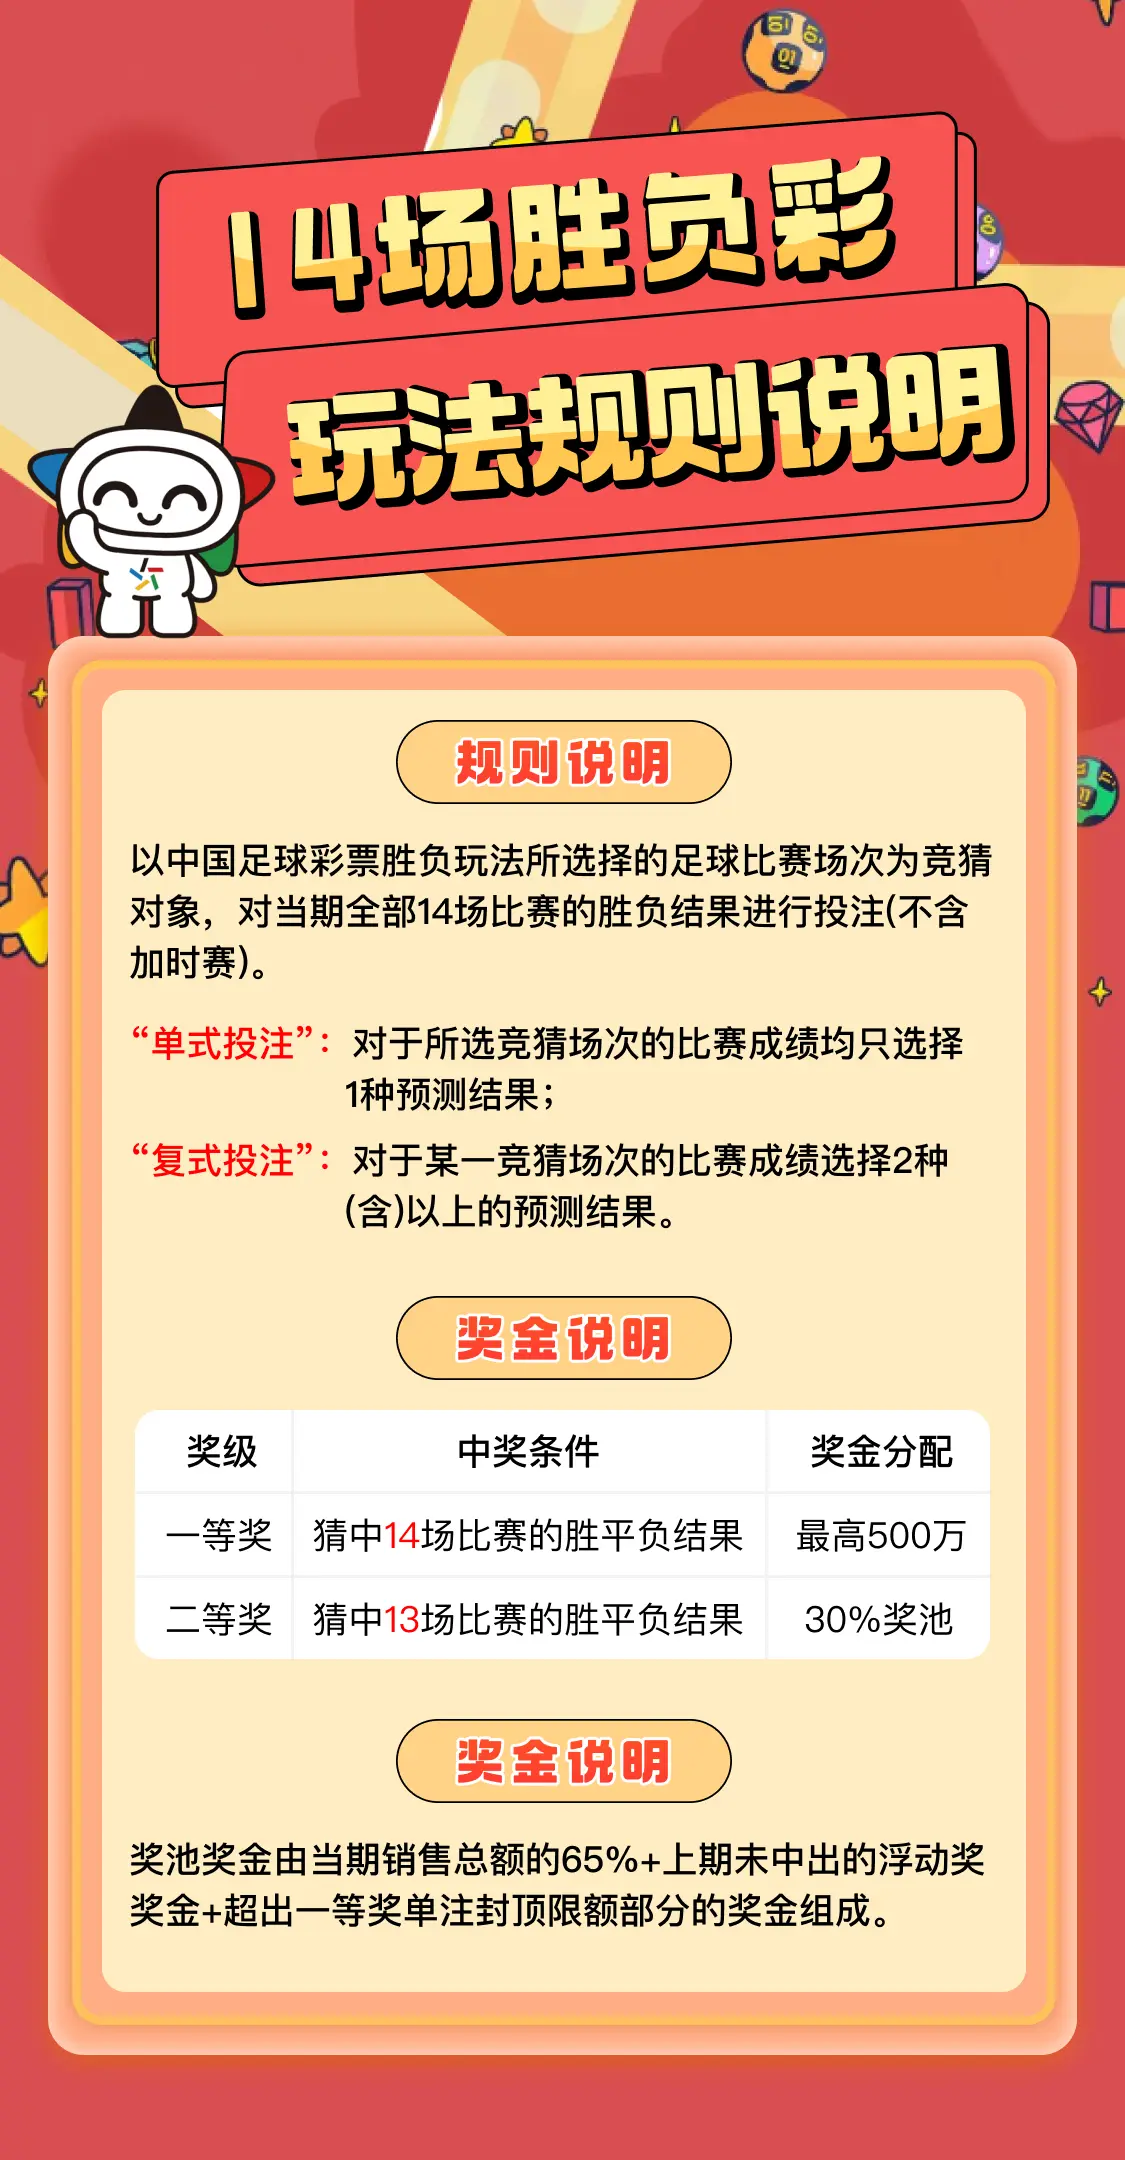 14场胜负彩
玩法规则说明
规则说明
以中国足球彩票胜负玩法所选择的足球比赛场次为竞猜
对象，对当期全部14场比赛的胜负结果进行投注(不含
加时赛)。
“单式投注”：对于所选竞猜场次的比赛成绩均只选择
1种预测结果；
“复式投注”：对于某一竞猜场次的比赛成绩选择2种
(含)以上的预测结果。
奖金说明
奖级 中奖条件 奖金分配
一等奖 猜中14场比赛的胜平负结果 最高500万
二等奖 猜中13场比赛的胜平负结果 30%奖池
奖金说明
奖池奖金由当期销售总额的65%+上期未中出的浮动奖
奖金+超出一等奖单注封顶限额部分的奖金组成。